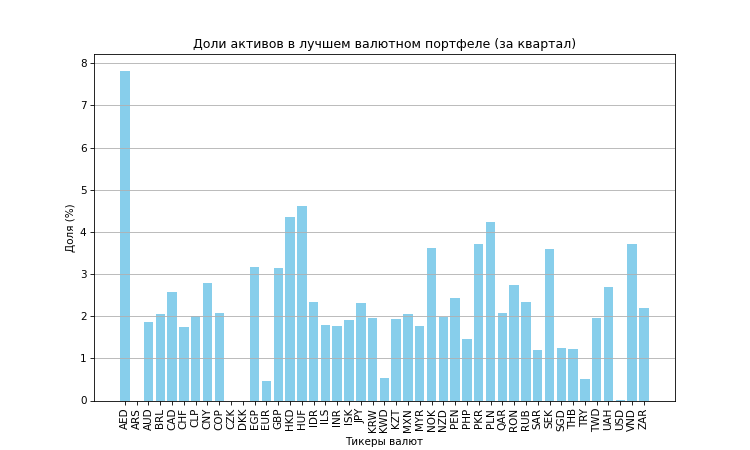 Доли активов в лучшем валютном портфеле (за квартал)
Доля (%)
8
7
6
5
4
3
2
1
0
AED ARS AUD BRL CAD CHF CLP CNY COP CZK DKK EGP EUR GBP HKD HUF IDR ILS INR ISK JPY KRW KWD KZT MXN MYR NOK NZD PEN PHP PKR PLN QAR RON RUB SAR SEK SGD THB TRY TWD UAH USD VND ZAR
Тикеры валют